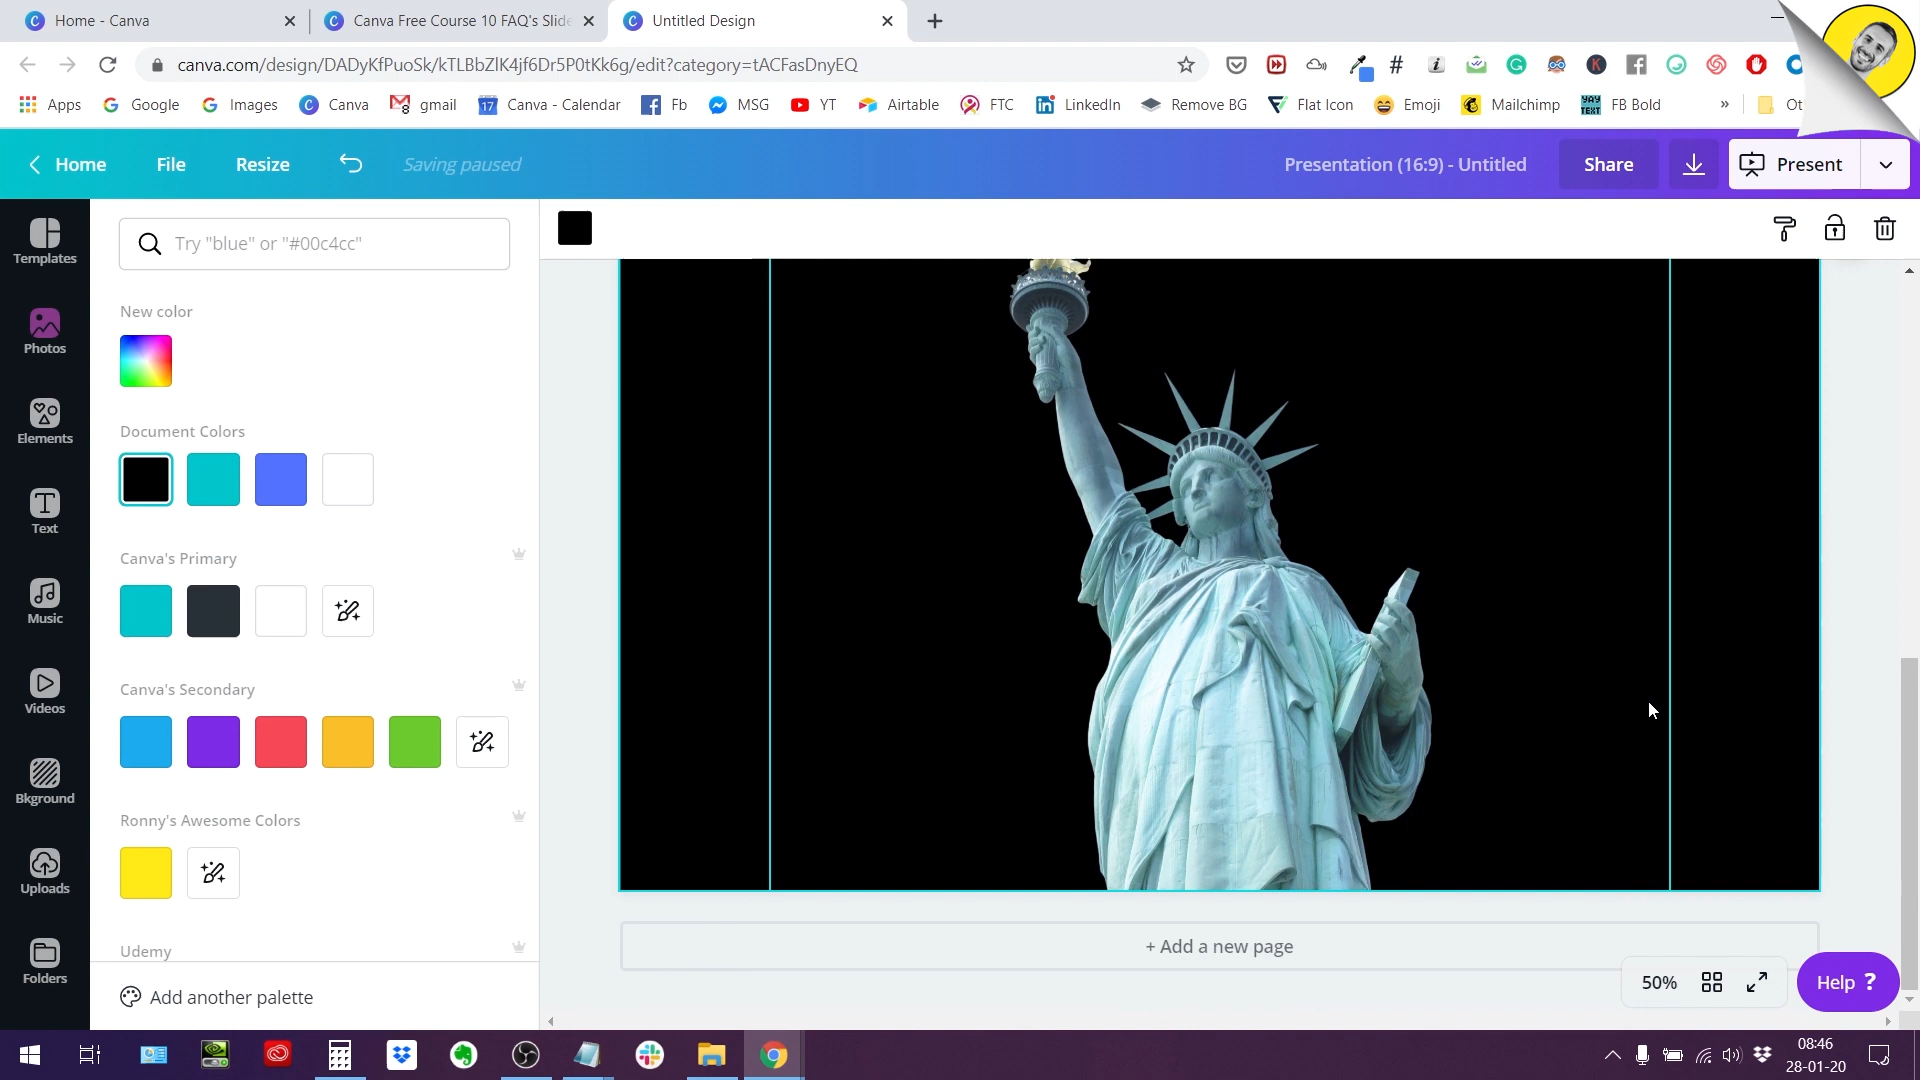 Home - Canva
Canva Free Course 10 FAQ's Slide
Untitled Design
canva.com/design/DADyKfPuoSk/kTLBbZlK4jf6Dr5P0tKk6g/edit?category=tACFasDnyEQ
Apps Google Images Canva gmail Canva - Calendar Fb MSG YT Airtable FTC LinkedIn Remove BG Flat Icon Emoji Mailchimp FB Bold » Ot
Home File Resize Saving paused Presentation (16:9) - Untitled Share Present
Templates
Photos
Elements
Text
Music
Videos
Bkground
Uploads
Folders
Try "blue" or "#00c4cc"
New color
Document Colors
Canva's Primary
Canva's Secondary
Ronny's Awesome Colors
Udemy
Add another palette
+ Add a new page
50%
Help ?
08:46
28-01-20